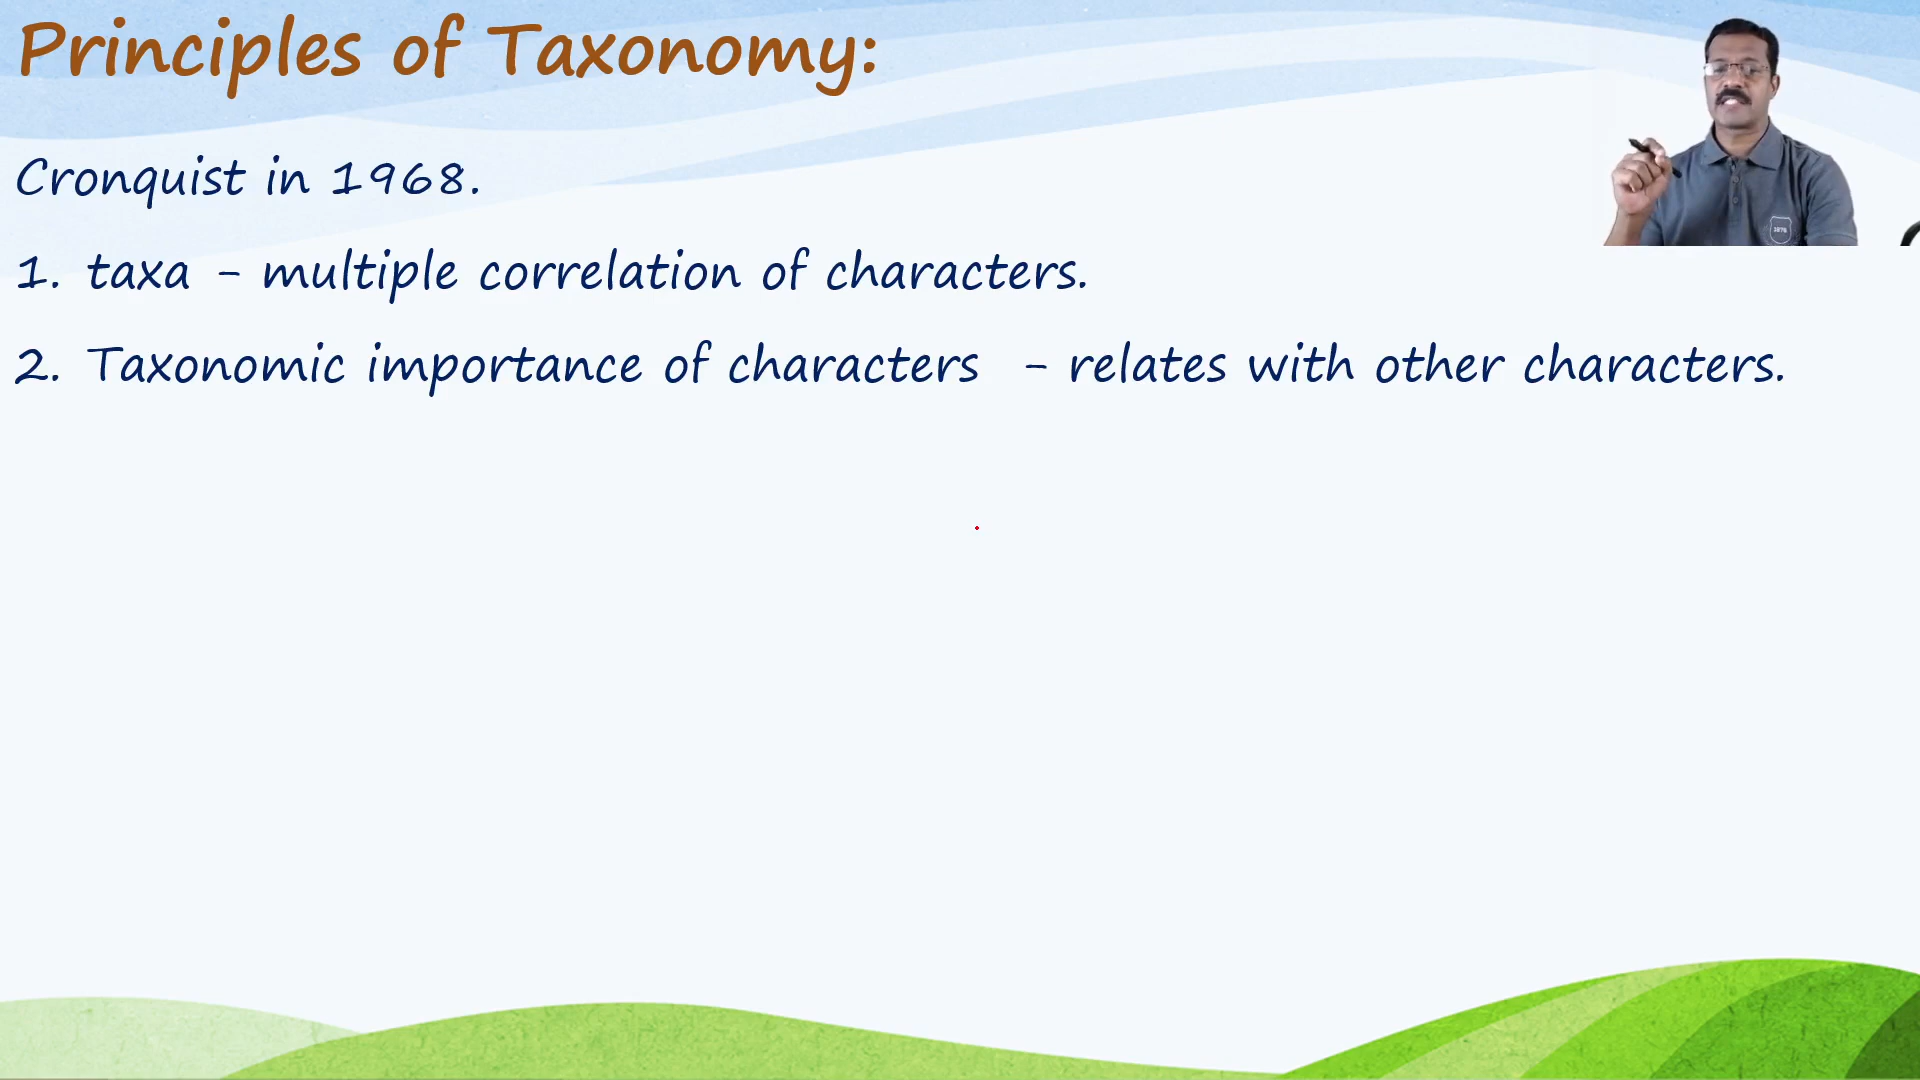 Principles of Taxonomy:
Cronquist in 1968.
1. taxa - multiple correlation of characters.
2. Taxonomic importance of characters - relates with other characters.